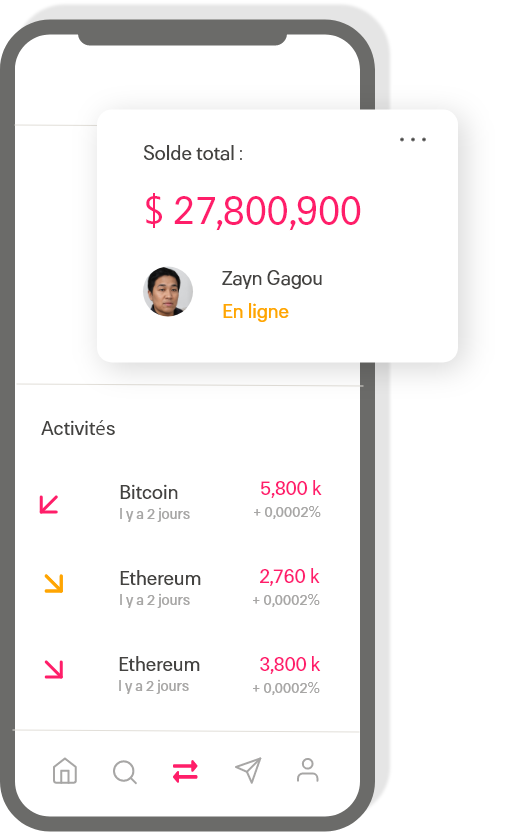 Solde total :
$ 27,800,900
Zayn Gagou
En ligne
Activités
Bitcoin
5,800 k
I y a 2 jours
+ 0,0002%
Ethereum
2,760 k
I y a 2 jours
+ 0,0002%
Ethereum
3,800 k
I y a 2 jours
+ 0,0002%